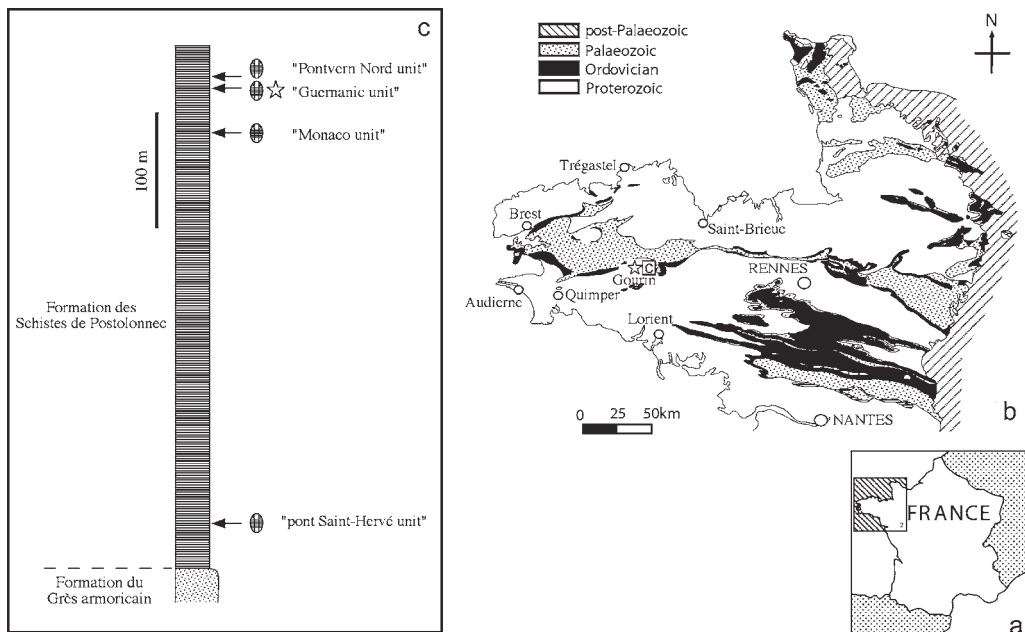 c
"Pontvern Nord unit"
"Guernanic unit"
"Monaco unit"
100 m
Formation des
Schistes de Postolonnec
"pont Saint-Hervé unit"
Formation du
Grès armoricain
post-Palaeozoic
Palaeozoic
Ordovician
Proterozoic
N
Trégastel
Brest
Saint-Brieuc
C
Gourin
RENNES
Audierne
Quimper
Lorient
0 25 50km
NANTES
b
FRANCE
2
a